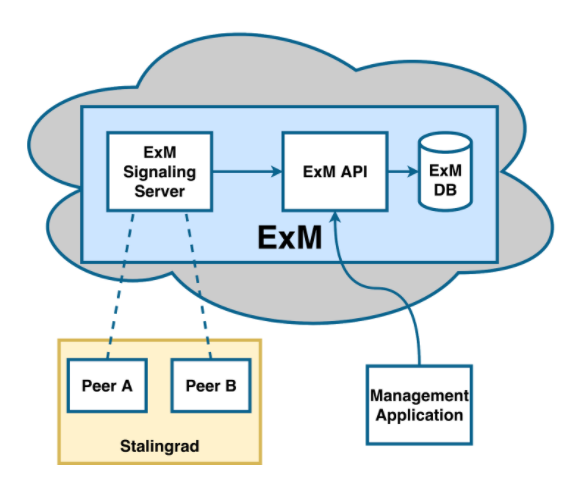 ExM
Signaling
Server
ExM API
ExM
DB
ExM
Peer A
Peer B
Stalingrad
Management
Application